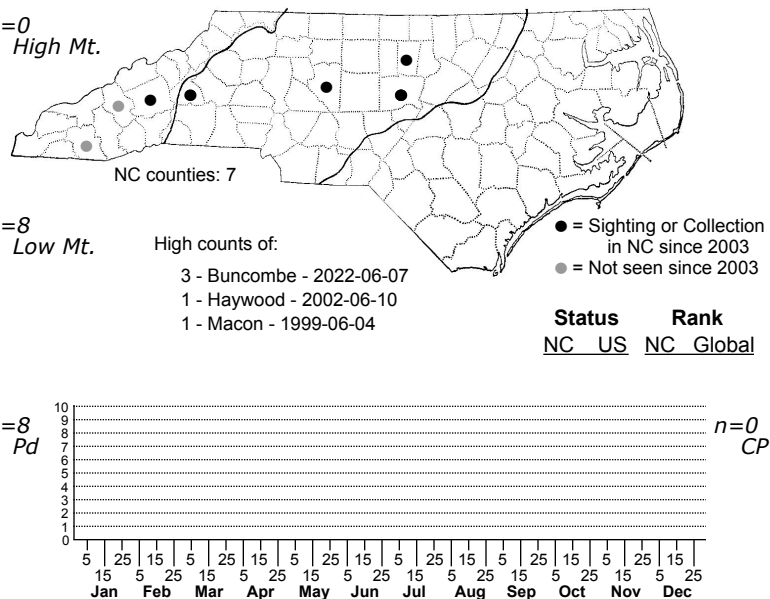 =0
High Mt.
NC counties: 7
=8
Low Mt.
High counts of:
3 - Buncombe - 2022-06-07
1 - Haywood - 2002-06-10
1 - Macon - 1999-06-04
● = Sighting or Collection
in NC since 2003
● = Not seen since 2003
Status Rank
NC US NC Global
=8
Pd
n=0
CP
10
9
8
7
6
5
4
3
2
1
0
5 25 15 5 25 15 5 25 15 5 25 15 5 25 15 5 25 15
15 5 25 15 5 25 15 5 25 15 5 25 15 5 25 15 5 25
Jan Feb Mar Apr May Jun Jul Aug Sep Oct Nov Dec